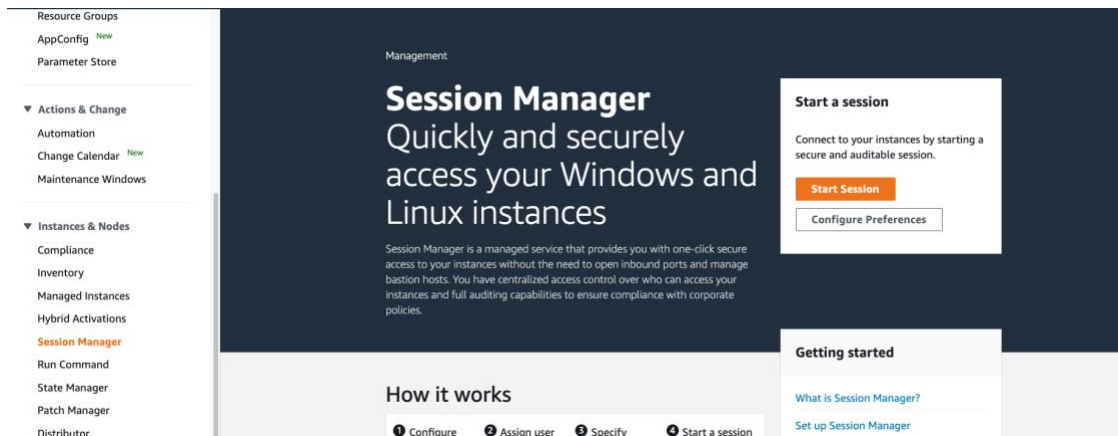 Resource Groups
AppConfig New
Parameter Store
Actions & Change
Automation
Change Calendar New
Maintenance Windows
Instances & Nodes
Compliance
Inventory
Managed Instances
Hybrid Activations
Session Manager
Run Command
State Manager
Patch Manager
Distributor
Management
Session Manager
Quickly and securely
access your Windows and
Linux instances
Session Manager is a managed service that provides you with one-click secure
access to your instances without the need to open inbound ports and manage
bastion hosts. You have centralized access control over who can access your
instances and full auditing capabilities to ensure compliance with corporate
policies.
Start a session
Connect to your instances by starting a
secure and auditable session.
Start Session
Configure Preferences
How it works
1 Configure 2 Assign user 3 Specify 4 Start a session
Getting started
What is Session Manager?
Set up Session Manager